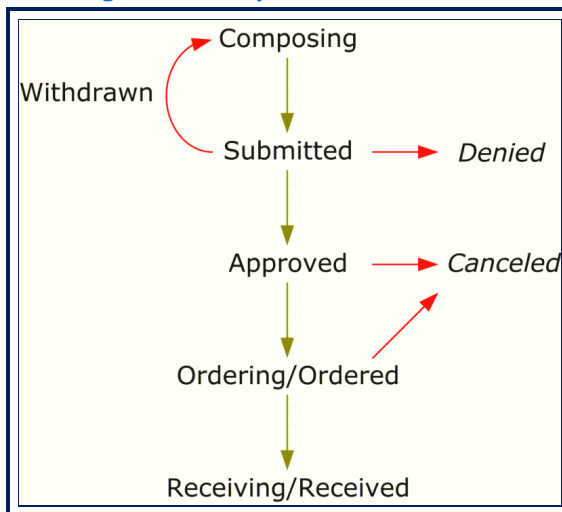 Composing
Withdrawn
Submitted
Denied
Approved
Canceled
Ordering/Ordered
Receiving/Received